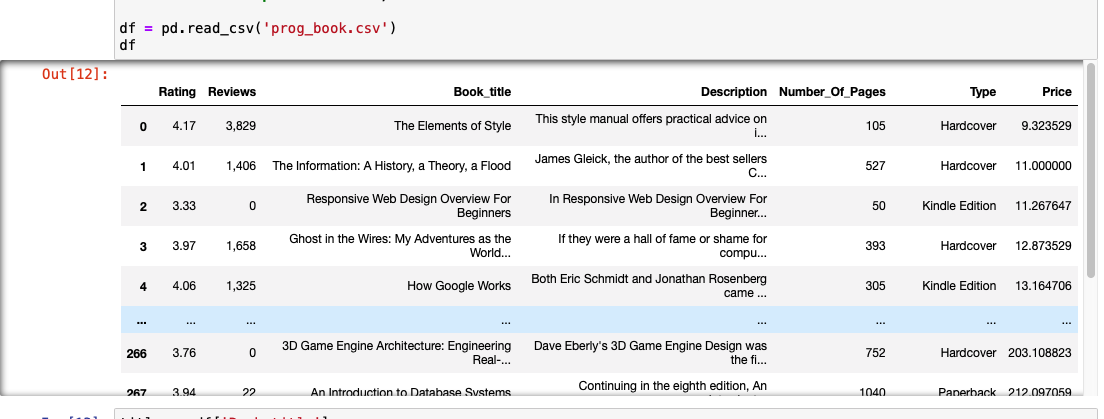 df = pd.read_csv('prog_book.csv')
df
Out[12]:
Rating Reviews Book_title Description Number_Of_Pages Type Price
0 4.17 3,829 The Elements of Style This style manual offers practical advice on i... 105 Hardcover 9.323529
1 4.01 1,406 The Information: A History, a Theory, a Flood James Gleick, the author of the best sellers C... 527 Hardcover 11.000000
2 3.33 0 Responsive Web Design Overview For Beginners In Responsive Web Design Overview For Beginner... 50 Kindle Edition 11.267647
3 3.97 1,658 Ghost in the Wires: My Adventures as the World... If they were a hall of fame or shame for compu... 393 Hardcover 12.873529
4 4.06 1,325 How Google Works Both Eric Schmidt and Jonathan Rosenberg came ... 305 Kindle Edition 13.164706
... ... ... ... ... ... ... ...
266 3.76 0 3D Game Engine Architecture: Engineering Real-... Dave Eberly's 3D Game Engine Design was the fi... 752 Hardcover 203.108823
267 3.94 22 An Introduction to Database Systems Continuing in the eighth edition, An 1040 Paperback 212.097059